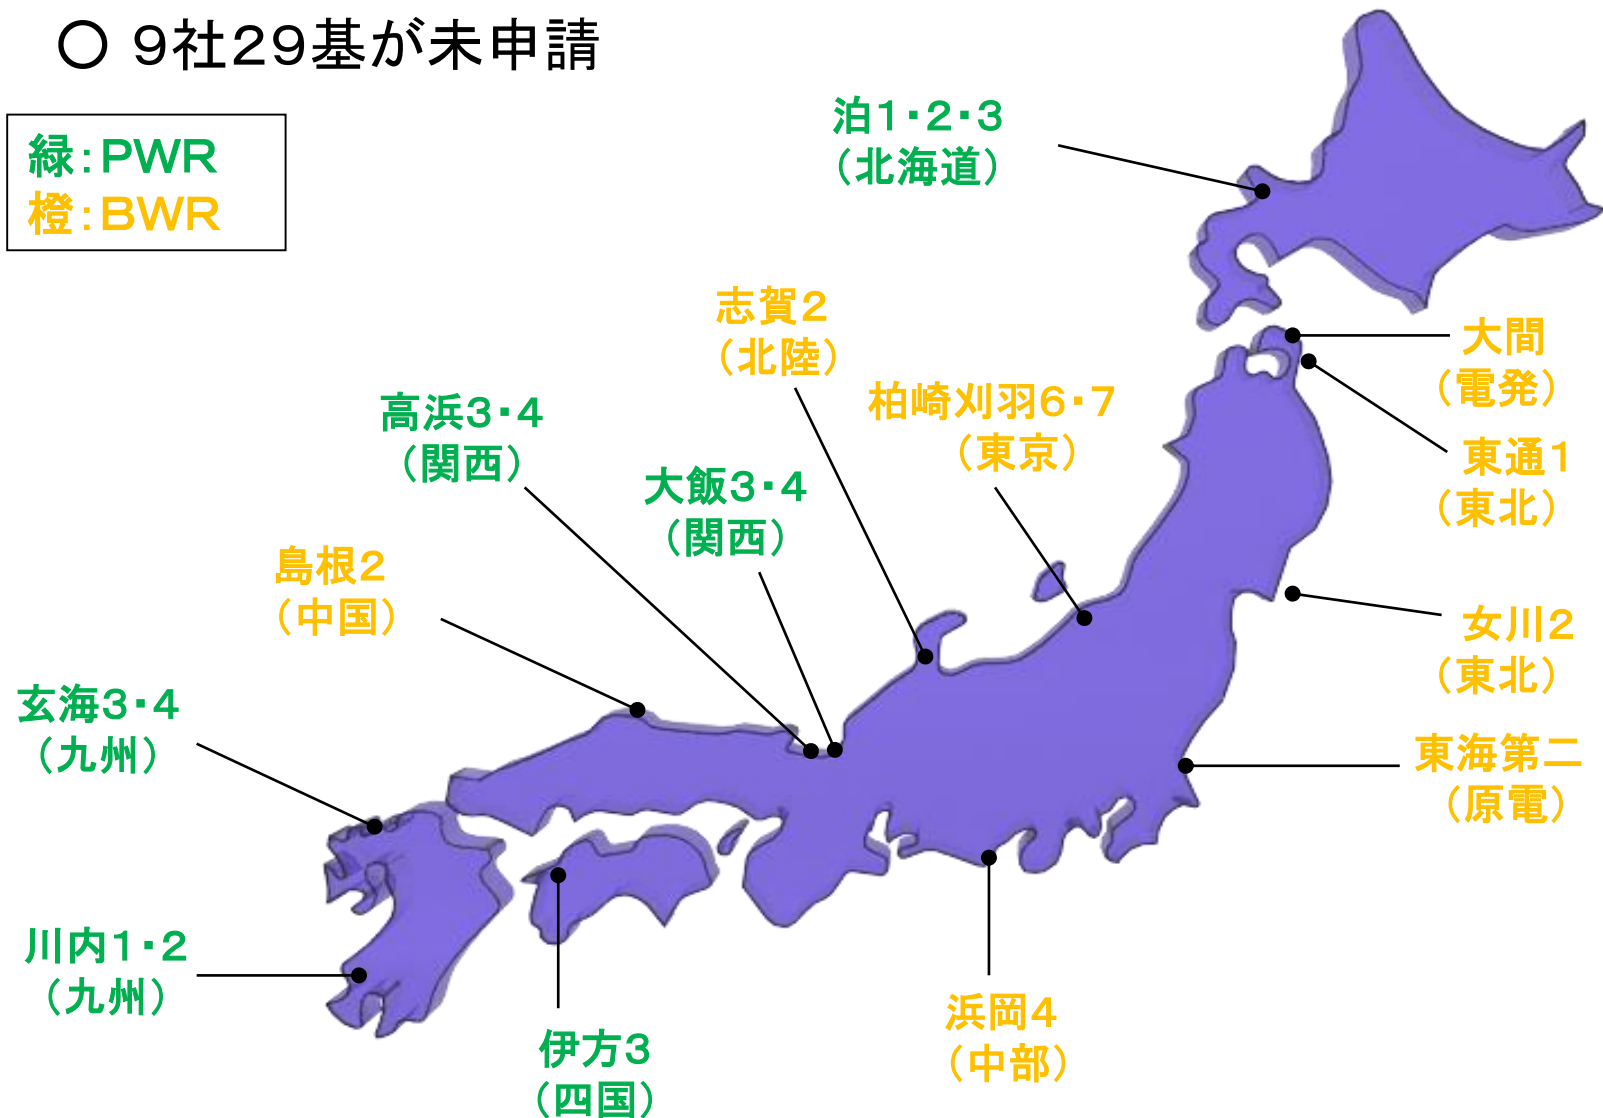 ○ 9社29基が未申請
緑:PWR
橙:BWR
泊1・2・3
(北海道)
志賀2
(北陸)
大間
(電発)
高浜3・4
(関西)
柏崎刈羽6・7
(東京)
東通1
(東北)
大飯3・4
(関西)
島根2
(中国)
女川2
(東北)
玄海3・4
(九州)
東海第二
(原電)
川内1・2
(九州)
浜岡4
(中部)
伊方3
(四国)